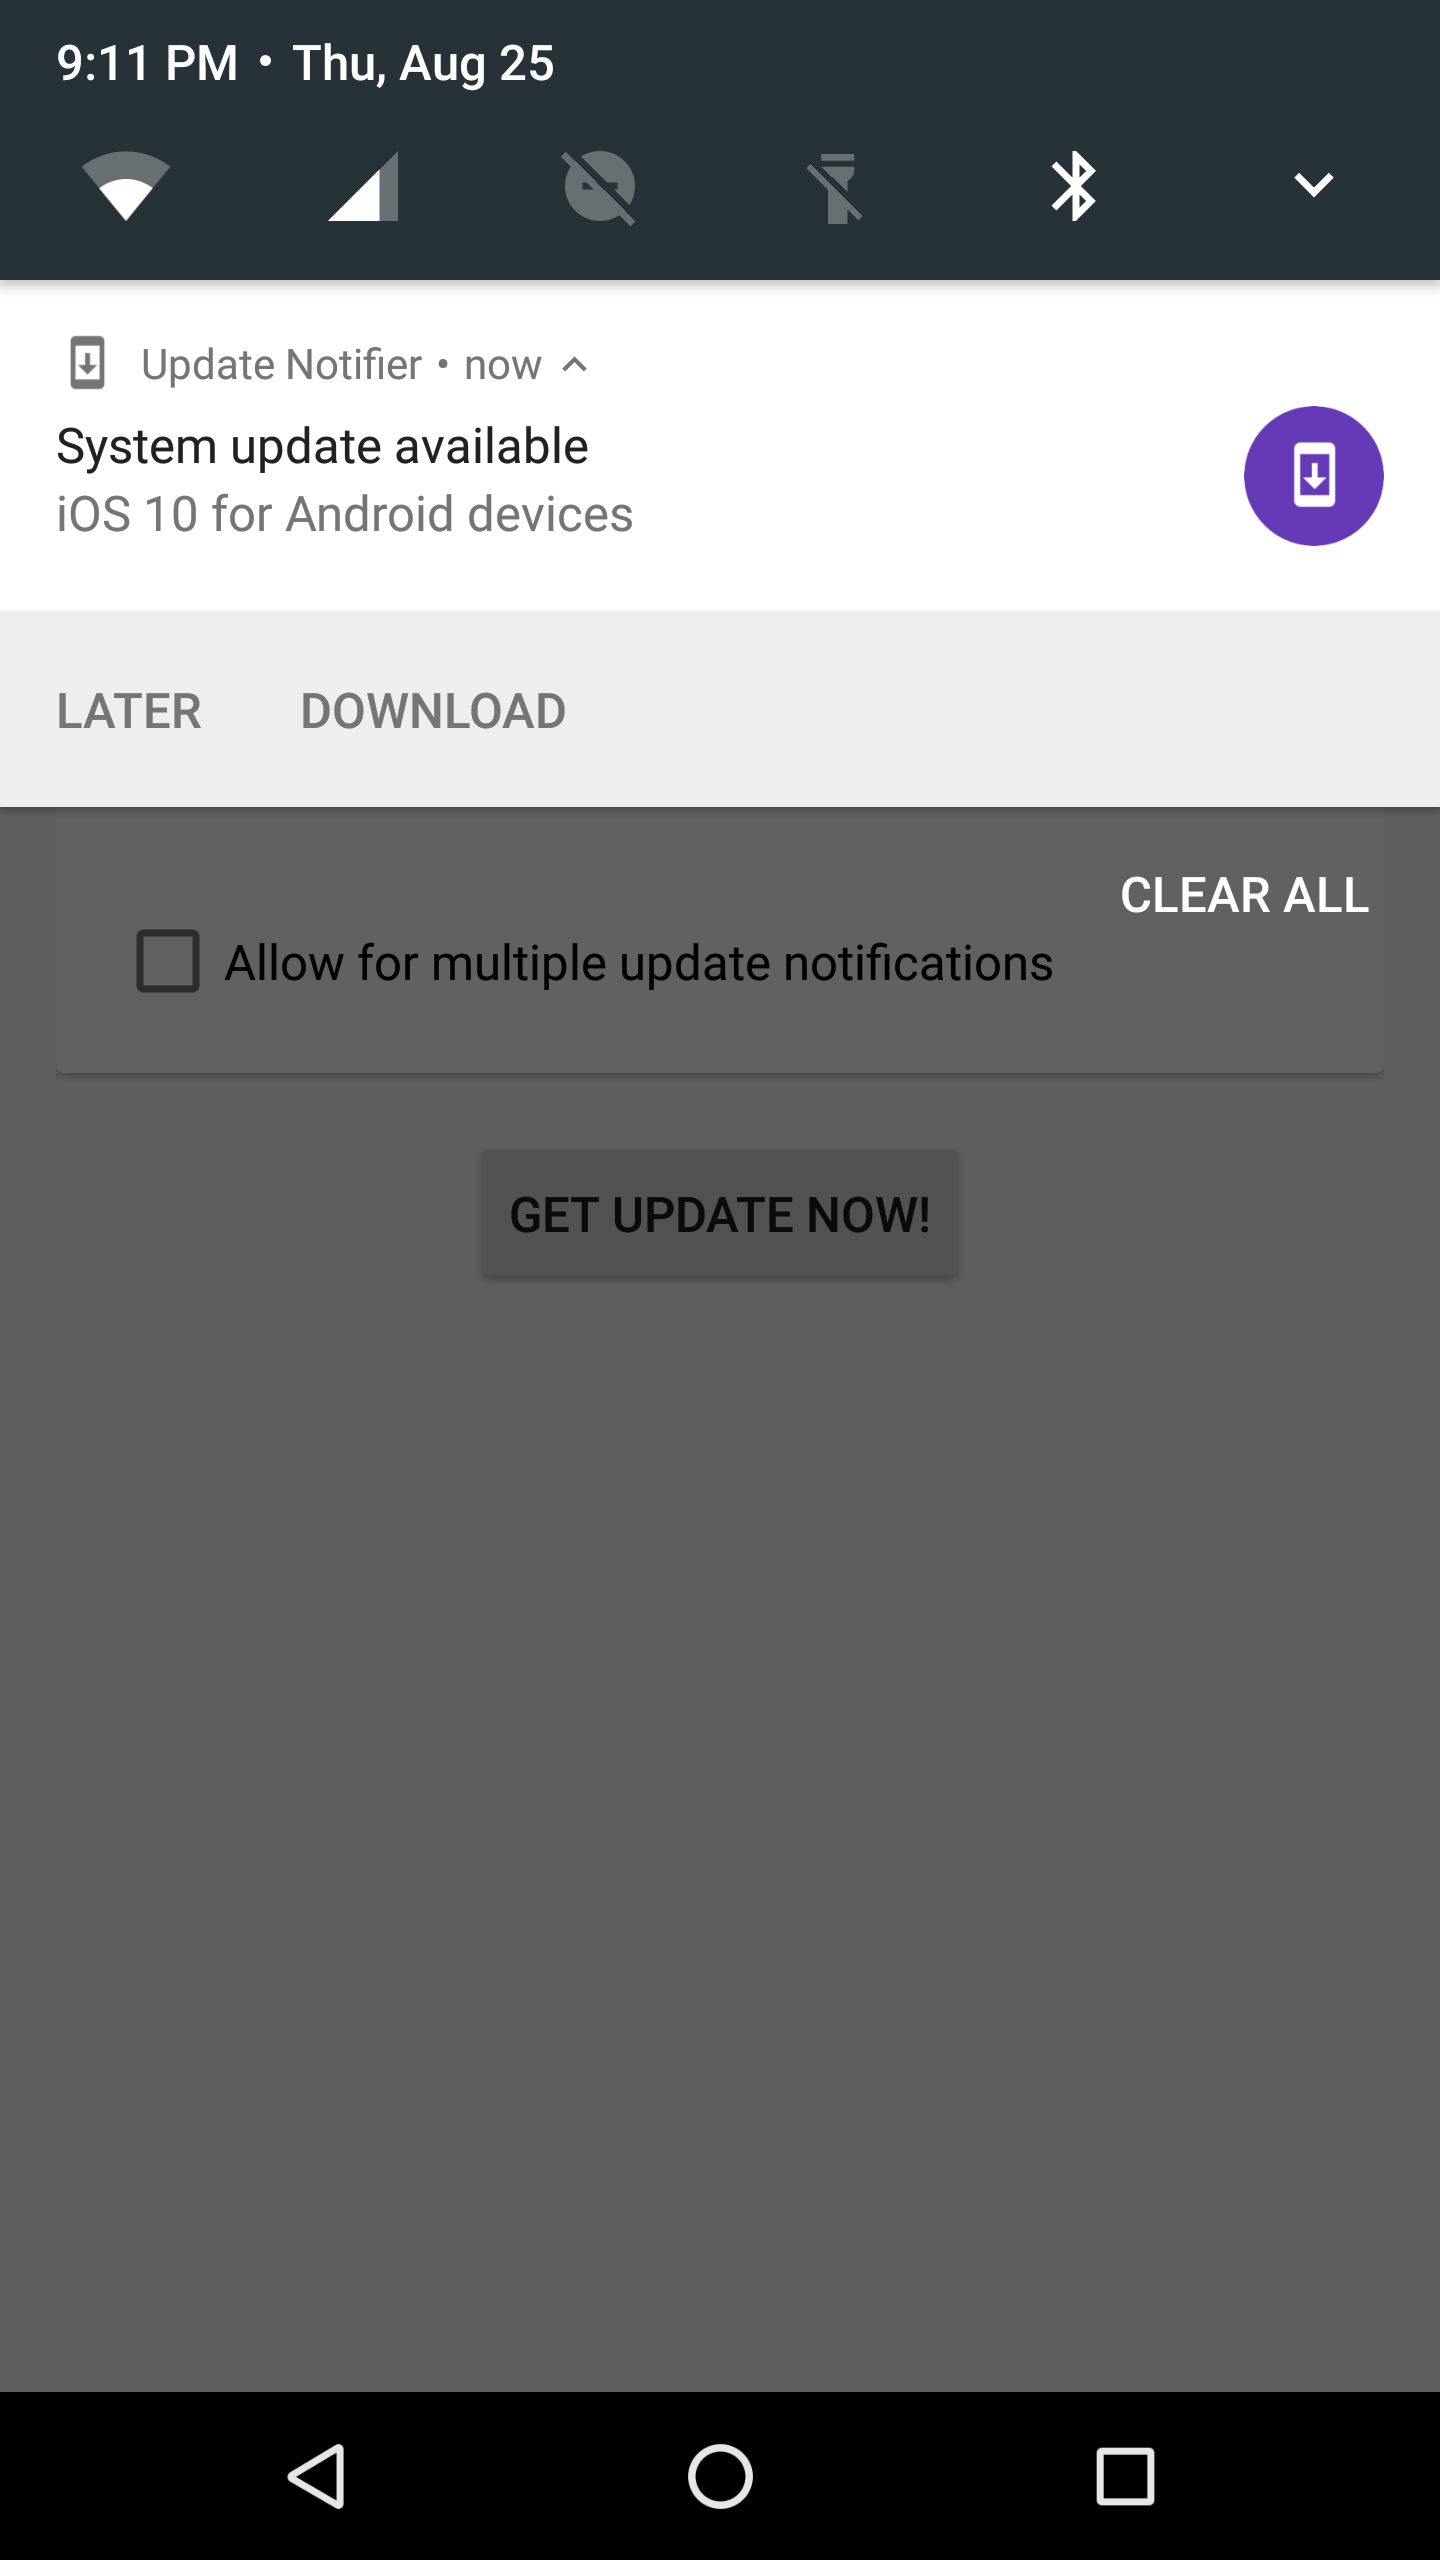 9:11 PM • Thu, Aug 25
Update Notifier • now
System update available
iOS 10 for Android devices
LATER DOWNLOAD
CLEAR ALL
Allow for multiple update notifications
GET UPDATE NOW!